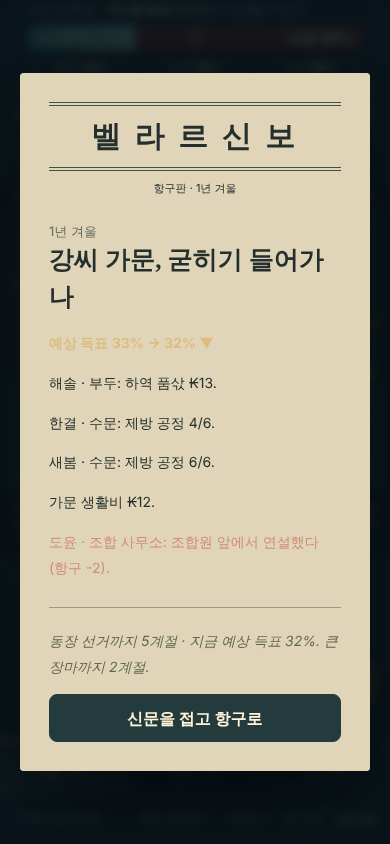 벨라르신보
항구판 · 1년 겨울
1년 겨울
강씨 가문, 굳히기 들어가
나
예상 득표 33% → 32% ▼
해솔 · 부두: 하역 품삯 ₭13.
한결 · 수문: 제방 공정 4/6.
새봄 · 수문: 제방 공정 6/6.
가문 생활비 ₭12.
도윤 · 조합 사무소: 조합원 앞에서 연설했다
(항구 -2).
동장 선거까지 5계절 · 지금 예상 득표 32%. 큰
장마까지 2계절.
신문을 접고 항구로